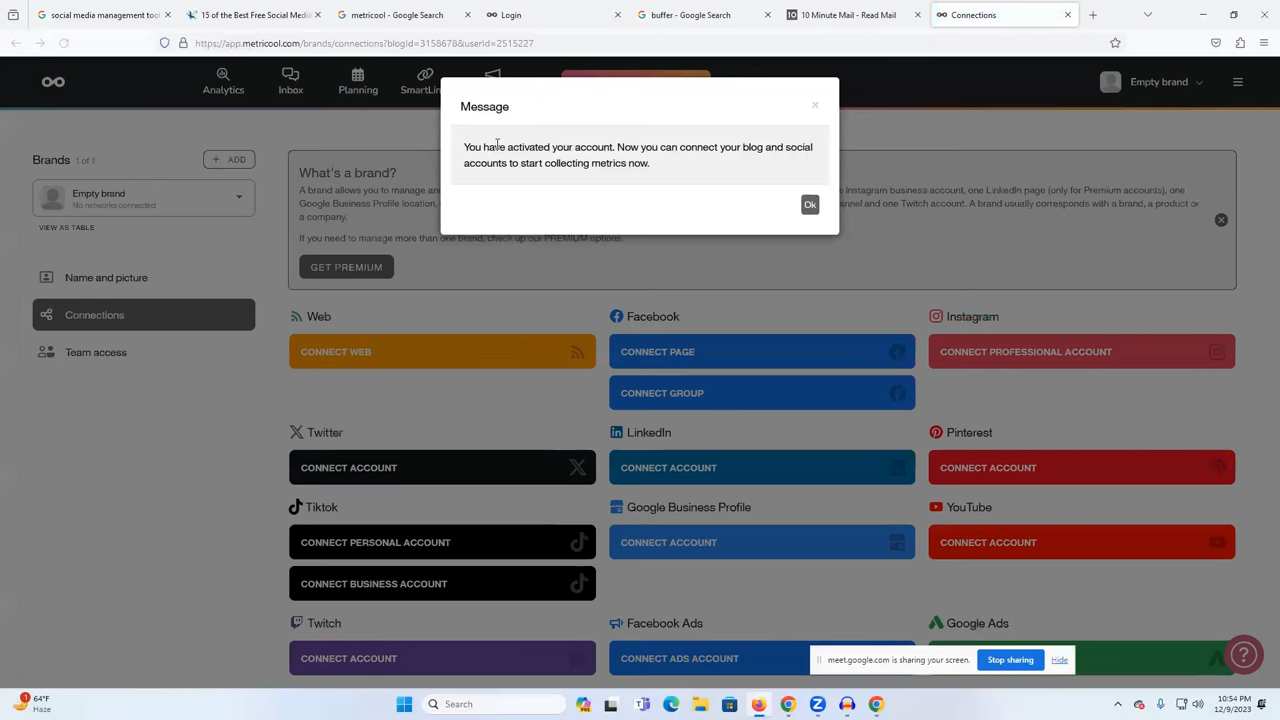 social media management tool
15 of the Best Free Social Media
metricool - Google Search
Login
buffer - Google Search
10 Minute Mail - Read Mail
Connections
https://app.metricool.com/brands/connections?blogId=3158678&userId=2515227
Analytics
Inbox
Planning
SmartLin
Empty brand
Message
You have activated your account. Now you can connect your blog and social
accounts to start collecting metrics now.
Ok
Brands 1 of 1
ADD
Empty brand
No networks connected
VIEW AS TABLE
Name and picture
Connections
Team access
What's a brand?
A brand allows you to manage and
e Instagram business account, one LinkedIn page (only for Premium accounts), one
Google Business Profile location,
annel and one Twitch account. A brand usually corresponds with a brand, a product or
a company.
If you need to manage more than one brand, check up our PREMIUM options.
GET PREMIUM
Web
CONNECT WEB
Facebook
CONNECT PAGE
CONNECT GROUP
Instagram
CONNECT PROFESSIONAL ACCOUNT
Twitter
CONNECT ACCOUNT
LinkedIn
CONNECT ACCOUNT
Pinterest
CONNECT ACCOUNT
Tiktok
CONNECT PERSONAL ACCOUNT
CONNECT BUSINESS ACCOUNT
Google Business Profile
CONNECT ACCOUNT
YouTube
CONNECT ACCOUNT
Twitch
CONNECT ACCOUNT
Facebook Ads
CONNECT ADS ACCOUNT
Google Ads
meet.google.com is sharing your screen.
Stop sharing
Hide
1
64°F
Haze
Search
10:54 PM
12/9/2023